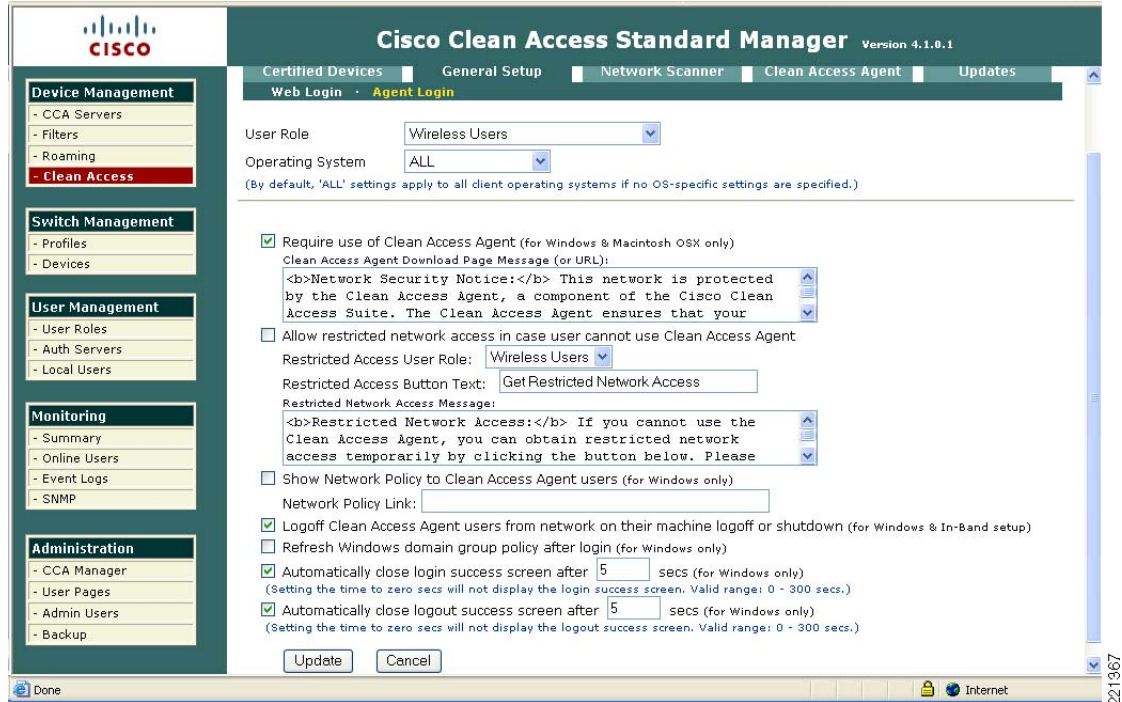 CISCO
Cisco Clean Access Standard Manager Version 4.1.0.1
Certified Devices General Setup Network Scanner Clean Access Agent Updates
Web Login · Agent Login
Device Management
- CCA Servers
- Filters
- Roaming
- Clean Access
Switch Management
- Profiles
- Devices
User Management
- User Roles
- Auth Servers
- Local Users
Monitoring
- Summary
- Online Users
- Event Logs
- SNMP
Administration
- CCA Manager
- User Pages
- Admin Users
- Backup
User Role Wireless Users
Operating System ALL
(By default, 'ALL' settings apply to all client operating systems if no OS-specific settings are specified.)
Require use of Clean Access Agent (for Windows & Macintosh OSX only)
Clean Access Agent Download Page Message (or URL):
<b>Network Security Notice:</b> This network is protected
by the Clean Access Agent, a component of the Cisco Clean
Access Suite. The Clean Access Agent ensures that your
Allow restricted network access in case user cannot use Clean Access Agent
Restricted Access User Role: Wireless Users
Restricted Access Button Text: Get Restricted Network Access
Restricted Network Access Message:
<b>Restricted Network Access:</b> If you cannot use the
Clean Access Agent, you can obtain restricted network
access temporarily by clicking the button below. Please
Show Network Policy to Clean Access Agent users (for Windows only)
Network Policy Link:
Logoff Clean Access Agent users from network on their machine logoff or shutdown (for Windows & In-Band setup)
Refresh Windows domain group policy after login (for Windows only)
Automatically close login success screen after 5 secs (for Windows only)
(Setting the time to zero secs will not display the login success screen. Valid range: 0 - 300 secs.)
Automatically close logout success screen after 5 secs (for Windows only)
(Setting the time to zero secs will not display the logout success screen. Valid range: 0 - 300 secs.)
Update Cancel
Done Internet
221367